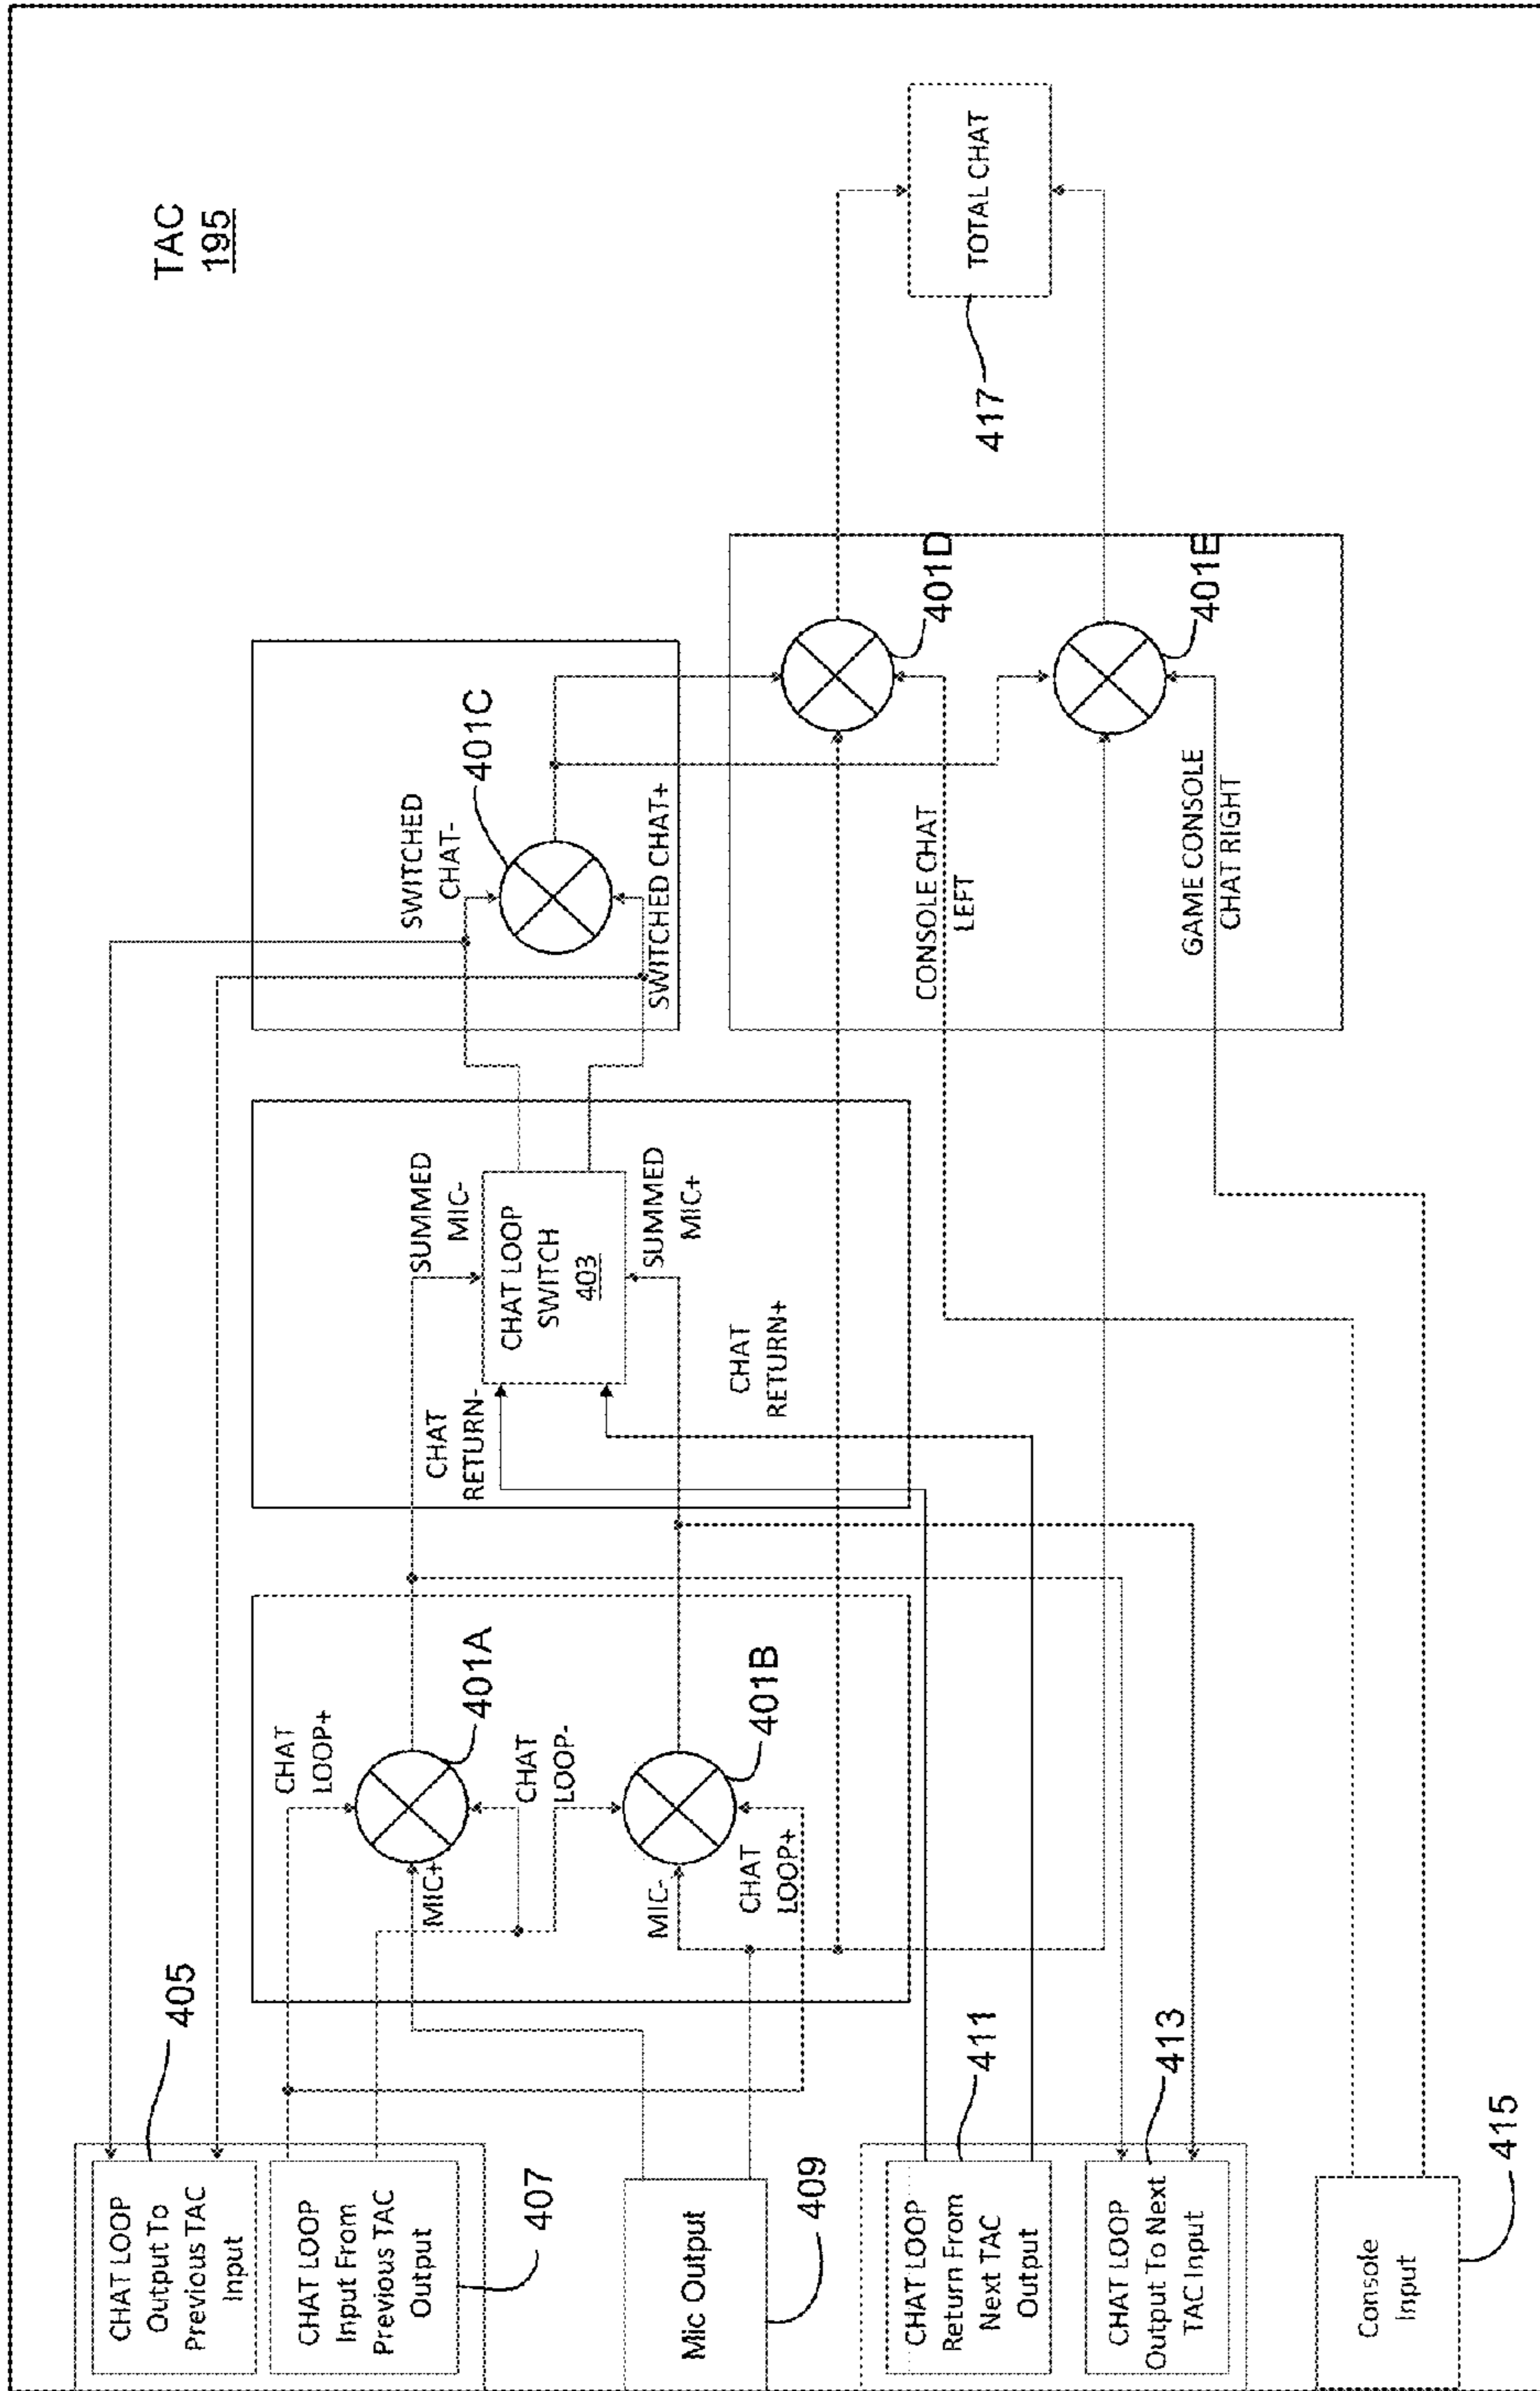 TAC
195
CHAT LOOP
Output To
Previous TAC
Input
405
CHAT LOOP
Input From
Previous TAC
Output
407
Mic Output
409
CHAT LOOP
Return From
Next TAC
Output
411
CHAT LOOP
Output To Next
TAC Input
413
Console
Input
415
CHAT
LOOP+
MIC+
401A
CHAT
LOOP-
MIC-
401B
CHAT
LOOP+
SUMMED
MIC-
CHAT
RETURN-
CHAT LOOP
SWITCH
403
SUMMED
MIC+
CHAT
RETURN+
SWITCHED
CHAT-
401C
SWITCHED CHAT+
CONSOLE CHAT
LEFT
401D
GAME CONSOLE
CHAT RIGHT
401E
TOTAL CHAT
417